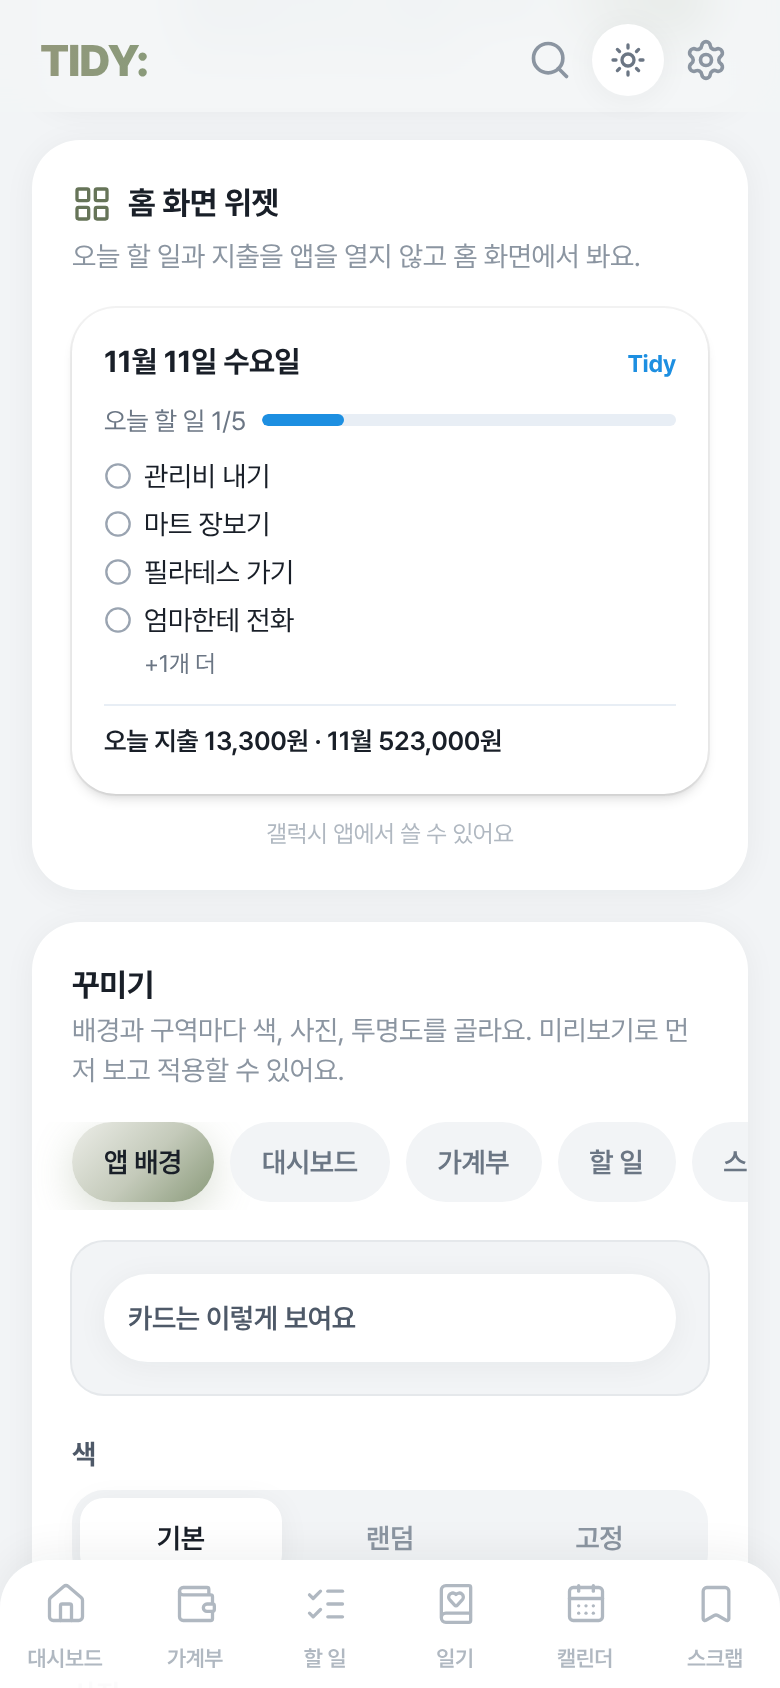 TIDY:
홈 화면 위젯
오늘 할 일과 지출을 앱을 열지 않고 홈 화면에서 봐요.
11월 11일 수요일
Tidy
오늘 할 일 1/5
관리비 내기
마트 장보기
필라테스 가기
엄마한테 전화
+1개 더
오늘 지출 13,300원 · 11월 523,000원
갤럭시 앱에서 쓸 수 있어요
꾸미기
배경과 구역마다 색, 사진, 투명도를 골라요. 미리보기로 먼
저 보고 적용할 수 있어요.
앱 배경
대시보드
가계부
할 일
스
카드는 이렇게 보여요
색
기본
랜덤
고정
대시보드
가계부
할 일
일기
캘린더
스크랩